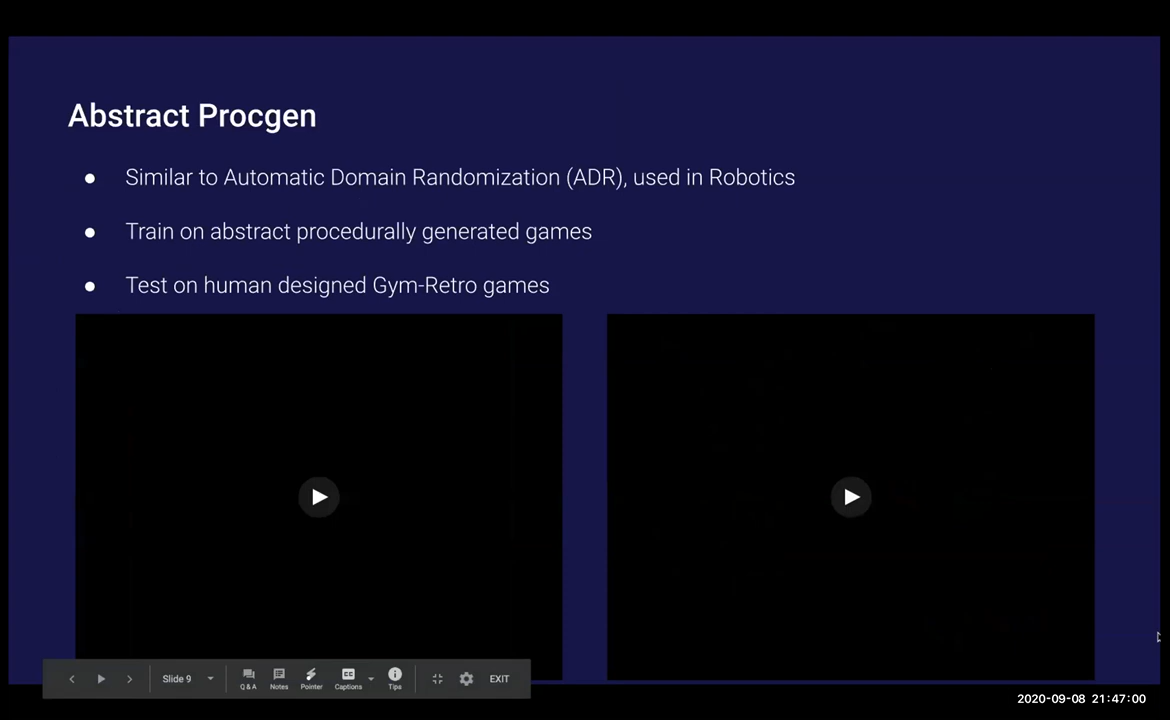 Abstract Procgen
● Similar to Automatic Domain Randomization (ADR), used in Robotics
● Train on abstract procedurally generated games
● Test on human designed Gym-Retro games
Slide 9
Q&A Notes Pointer Captions Tips
EXIT
2020-09-08 21:47:00